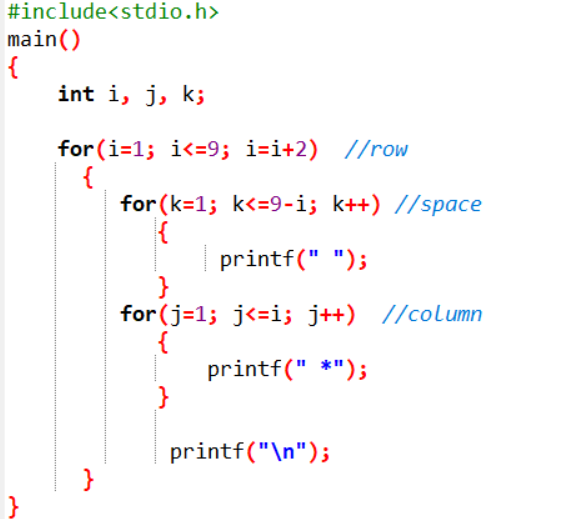 #include<stdio.h>
main()
{
    int i, j, k;

    for(i=1; i<=9; i=i+2)  //row
      {
         for(k=1; k<=9-i; k++) //space
            {
                 printf(" ");
            }
         for(j=1; j<=i; j++)  //column
            {
                printf(" *");
            }

             printf("\n");
      }
}